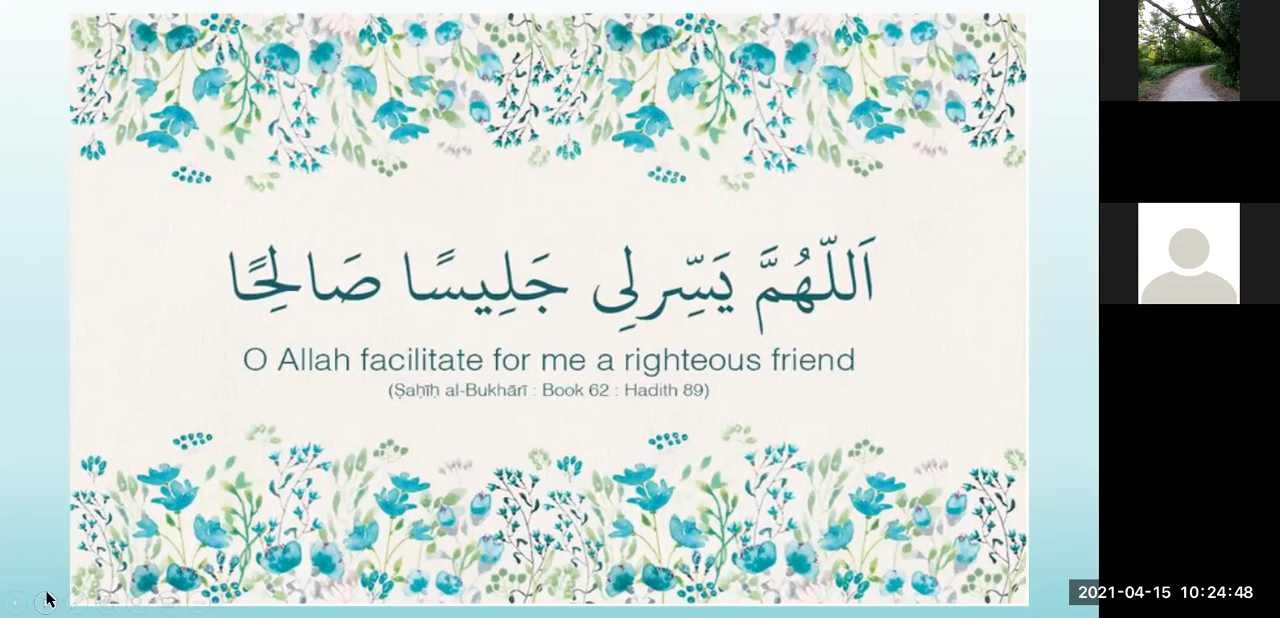 اَللّٰهُمَّ يَسِّرلِى جَلِيسًا صَالِحًا
O Allah facilitate for me a righteous friend
(Ṣaḥīḥ al-Bukhārī : Book 62 : Hadith 89)
2021-04-15 10:24:48